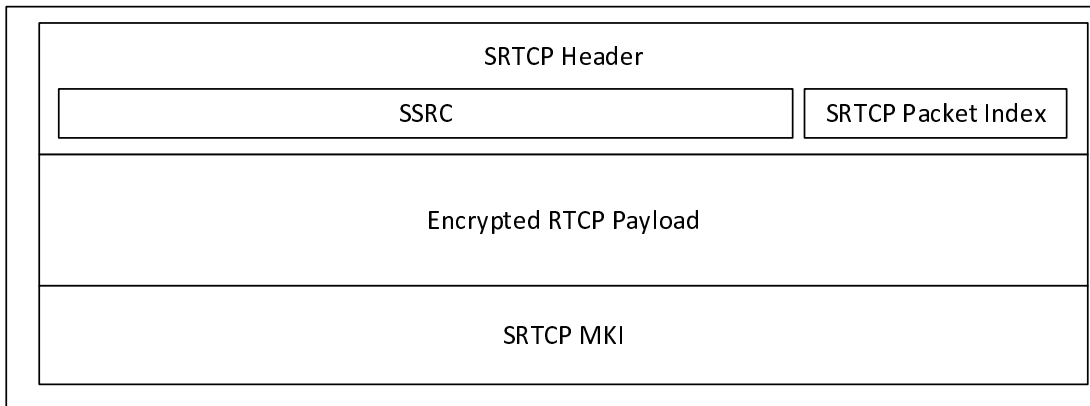 SRTCP Header
SSRC SRTCP Packet Index
Encrypted RTCP Payload
SRTCP MKI